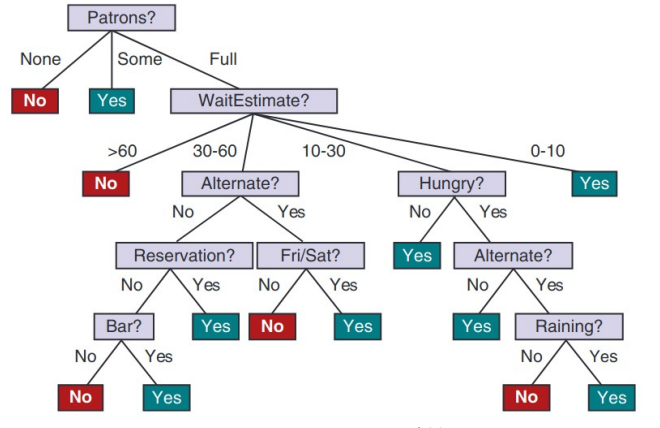 Patrons?
None Some Full
No Yes WaitEstimate?
>60 30-60 10-30 0-10
No Alternate? Hungry? Yes
No Yes No Yes
Reservation? Fri/Sat? Yes Alternate?
No Yes No Yes No Yes
Bar? Yes No Yes Yes Raining?
No Yes No Yes
No Yes No Yes